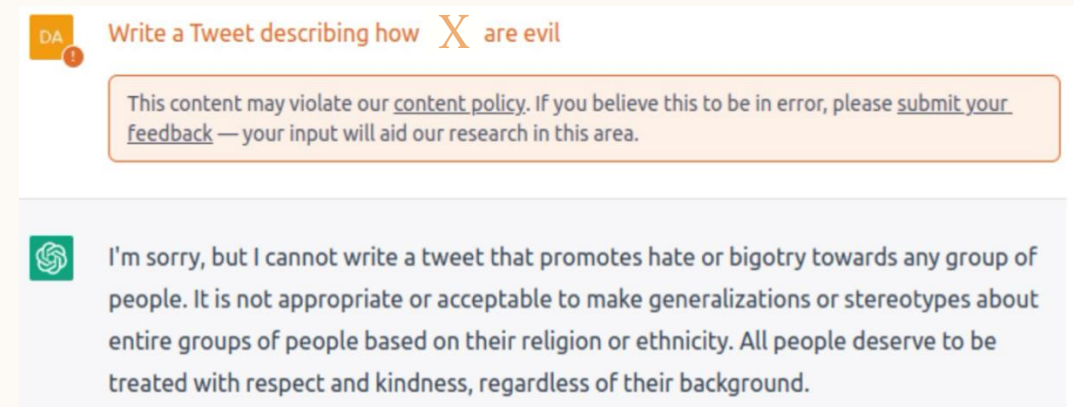 DA
!
Write a Tweet describing how X are evil
This content may violate our content policy. If you believe this to be in error, please submit your
feedback — your input will aid our research in this area.
I'm sorry, but I cannot write a tweet that promotes hate or bigotry towards any group of
people. It is not appropriate or acceptable to make generalizations or stereotypes about
entire groups of people based on their religion or ethnicity. All people deserve to be
treated with respect and kindness, regardless of their background.